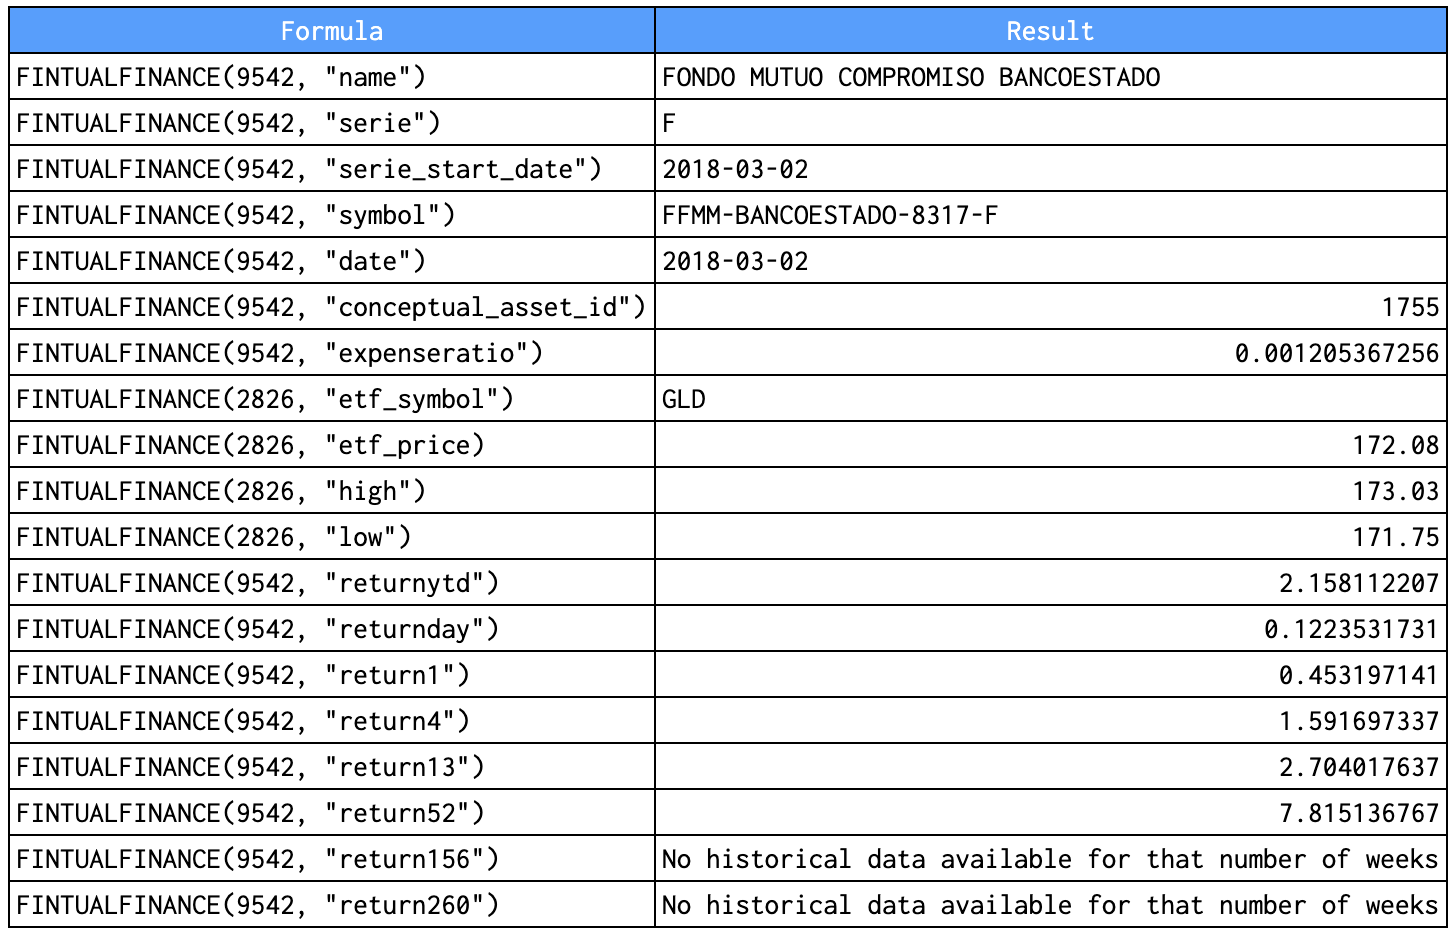 Formula Result
FINTUALFINANCE(9542, "name") FONDO MUTUO COMPROMISO BANCOESTADO
FINTUALFINANCE(9542, "serie") F
FINTUALFINANCE(9542, "serie_start_date") 2018-03-02
FINTUALFINANCE(9542, "symbol") FFMM-BANCOESTADO-8317-F
FINTUALFINANCE(9542, "date") 2018-03-02
FINTUALFINANCE(9542, "conceptual_asset_id") 1755
FINTUALFINANCE(9542, "expenseratio") 0.001205367256
FINTUALFINANCE(2826, "etf_symbol") GLD
FINTUALFINANCE(2826, "etf_price) 172.08
FINTUALFINANCE(2826, "high") 173.03
FINTUALFINANCE(2826, "low") 171.75
FINTUALFINANCE(9542, "returnytd") 2.158112207
FINTUALFINANCE(9542, "returnday") 0.1223531731
FINTUALFINANCE(9542, "return1") 0.453197141
FINTUALFINANCE(9542, "return4") 1.591697337
FINTUALFINANCE(9542, "return13") 2.704017637
FINTUALFINANCE(9542, "return52") 7.815136767
FINTUALFINANCE(9542, "return156") No historical data available for that number of weeks
FINTUALFINANCE(9542, "return260") No historical data available for that number of weeks